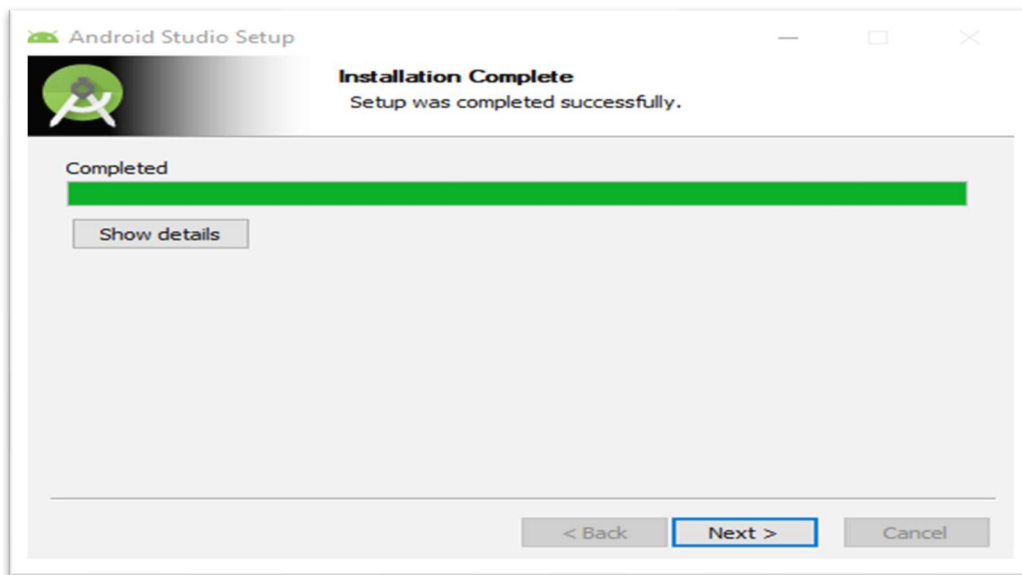 Android Studio Setup
Installation Complete
Setup was completed successfully.
Completed
Show details
< Back
Next >
Cancel